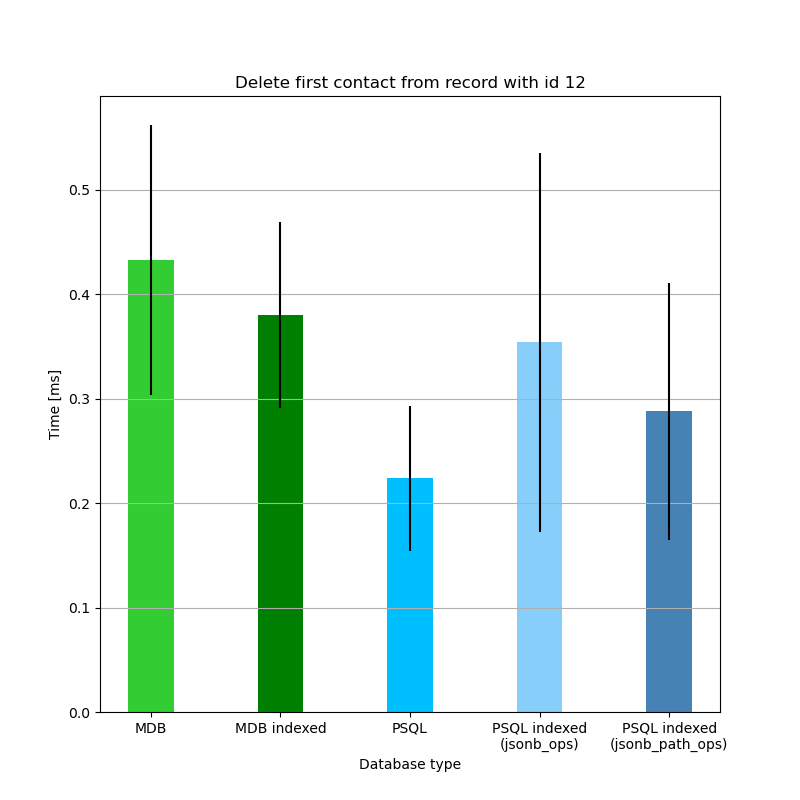 Delete first contact from record with id 12
Time [ms]
0.5
0.4
0.3
0.2
0.1
0.0
MDB
MDB indexed
PSQL
PSQL indexed
(jsonb_ops)
PSQL indexed
(jsonb_path_ops)
Database type